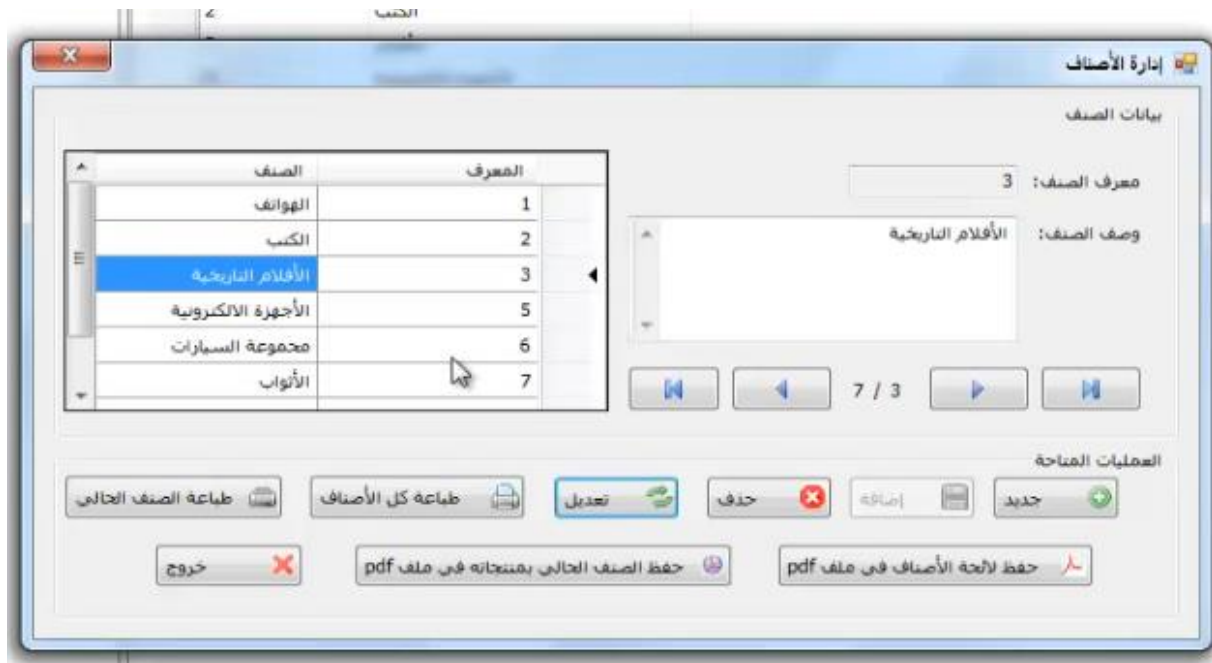 2 الكتب
إدارة الأصناف
بيانات الصنف
معرف الصنف: 3
وصف الصنف: الأفلام التاريخية
المعرف الصنف
1 الهواتف
2 الكتب
3 الأفلام التاريخية
5 الأجهزة الالكترونية
6 مجموعة السيارات
7 الأثواب
7 / 3
العمليات المتاحة
جديد
إضافة
حذف
تعديل
طباعة كل الأصناف
طباعة الصنف الحالي
حفظ لائحة الأصناف في ملف pdf
حفظ الصنف الحالي بمنتجاته في ملف pdf
خروج